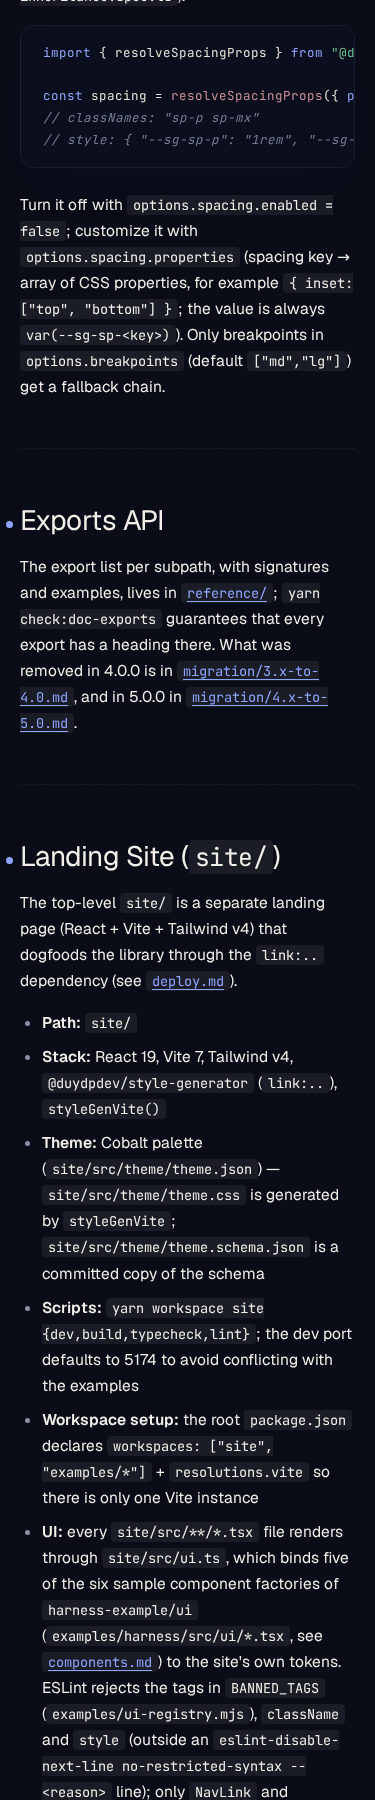 import { resolveSpacingProps } from "@d
const spacing = resolveSpacingProps({ p
// classNames: "sp-p sp-mx"
// style: { "--sg-sp-p": "1rem", "--sg-
Turn it off with options.spacing.enabled =
false; customize it with
options.spacing.properties (spacing key →
array of CSS properties, for example { inset:
["top", "bottom"] }; the value is always
var(--sg-sp-<key>)). Only breakpoints in
options.breakpoints (default ["md","lg"])
get a fallback chain.
Exports API
The export list per subpath, with signatures
and examples, lives in reference/; yarn
check:doc-exports guarantees that every
export has a heading there. What was
removed in 4.0.0 is in migration/3.x-to-
4.0.md, and in 5.0.0 in migration/4.x-to-
5.0.md.
Landing Site (site/)
The top-level site/ is a separate landing
page (React + Vite + Tailwind v4) that
dogfoods the library through the link:..
dependency (see deploy.md).
• Path: site/
• Stack: React 19, Vite 7, Tailwind v4,
@duydpdev/style-generator (link:..),
styleGenVite()
• Theme: Cobalt palette
(site/src/theme/theme.json) —
site/src/theme/theme.css is generated
by styleGenVite;
site/src/theme/theme.schema.json is a
committed copy of the schema
• Scripts: yarn workspace site
{dev,build,typecheck,lint}; the dev port
defaults to 5174 to avoid conflicting with
the examples
• Workspace setup: the root package.json
declares workspaces: ["site",
"examples/*"] + resolutions.vite so
there is only one Vite instance
• UI: every site/src/**/*.tsx file renders
through site/src/ui.ts, which binds five
of the six sample component factories of
harness-example/ui
(examples/harness/src/ui/*.tsx, see
components.md) to the site's own tokens.
ESLint rejects the tags in BANNED_TAGS
(examples/ui-registry.mjs), className
and style (outside an eslint-disable-
next-line no-restricted-syntax --
<reason> line); only NavLink and